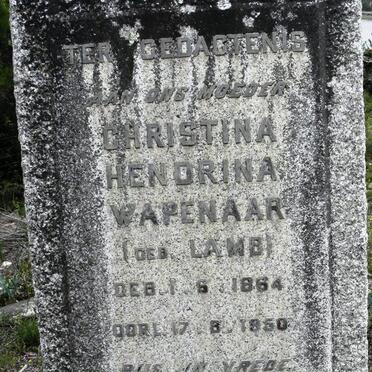 TER GEDAGTENIS
AAN ONS MOEDER
CHRISTINA
HENDRINA
WAPENAAR
(GEB. LAMB)
GEB. 1. 6. 1864
OORL. 17. 8. 1950
RUS IN VREDE